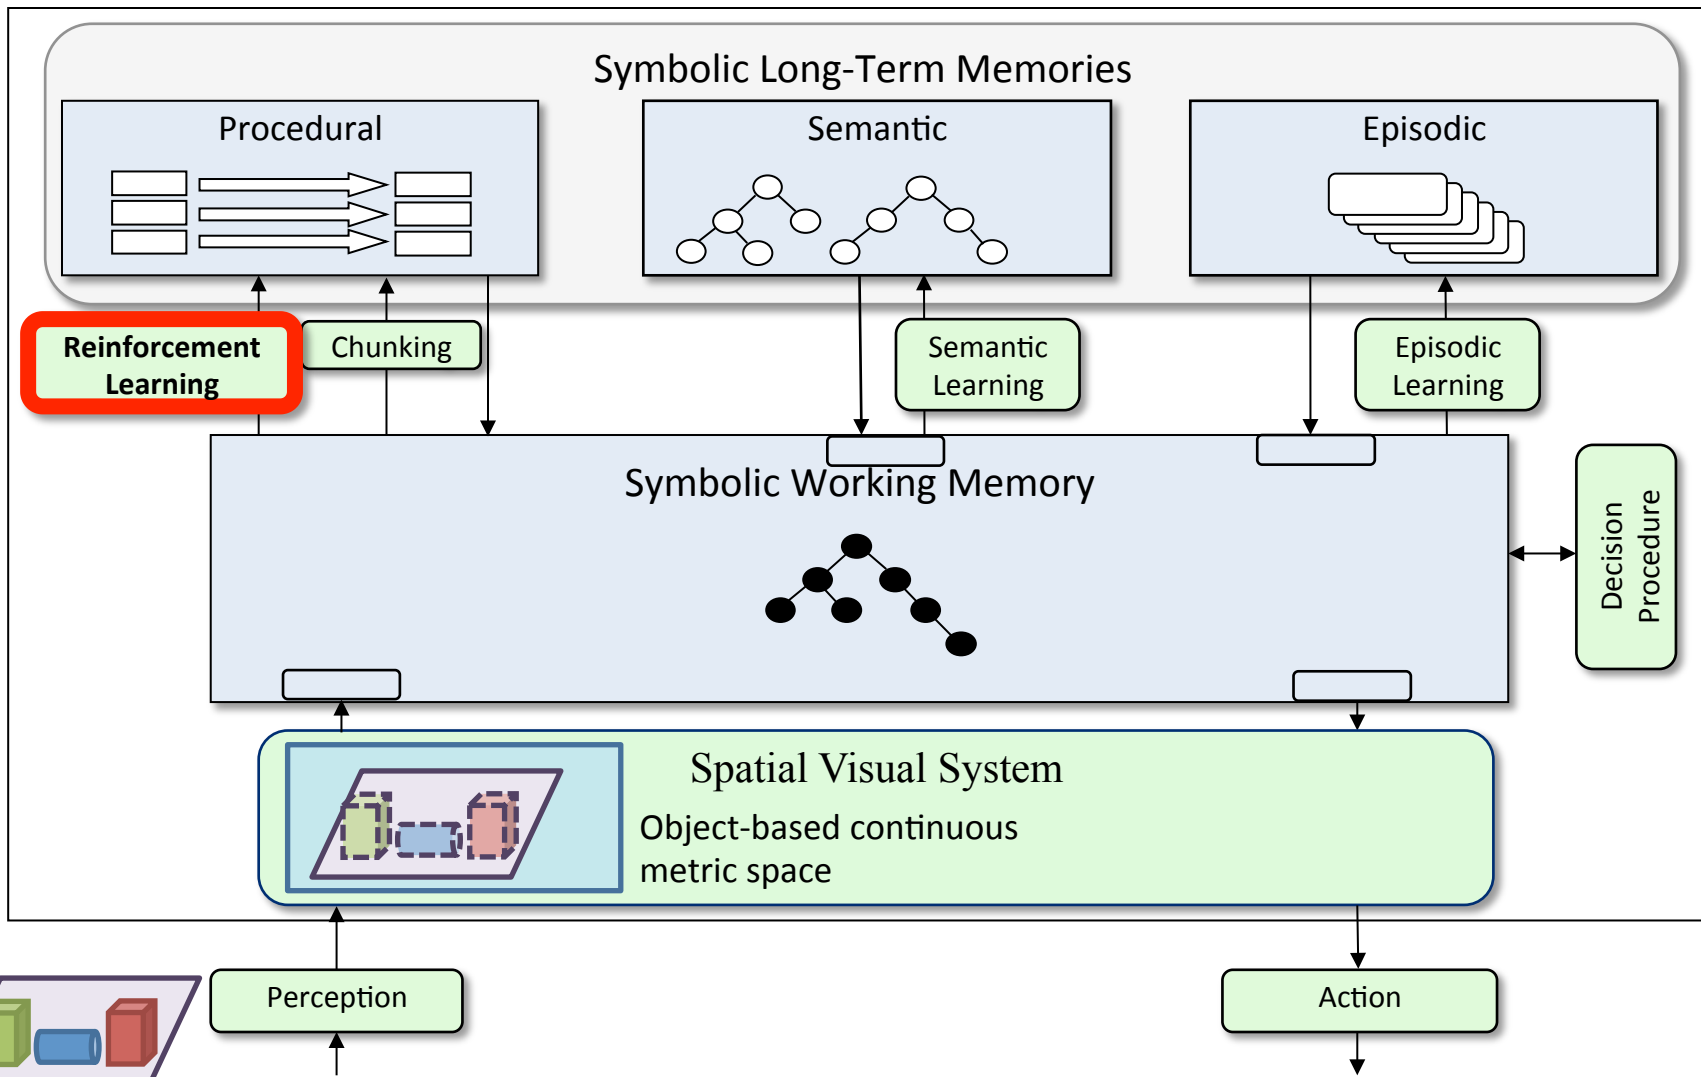 Symbolic Long-Term Memories
Procedural
Semantic
Episodic
Reinforcement
Learning
Chunking
Semantic
Learning
Episodic
Learning
Symbolic Working Memory
Decision
Procedure
Spatial Visual System
Object-based continuous
metric space
Perception
Action